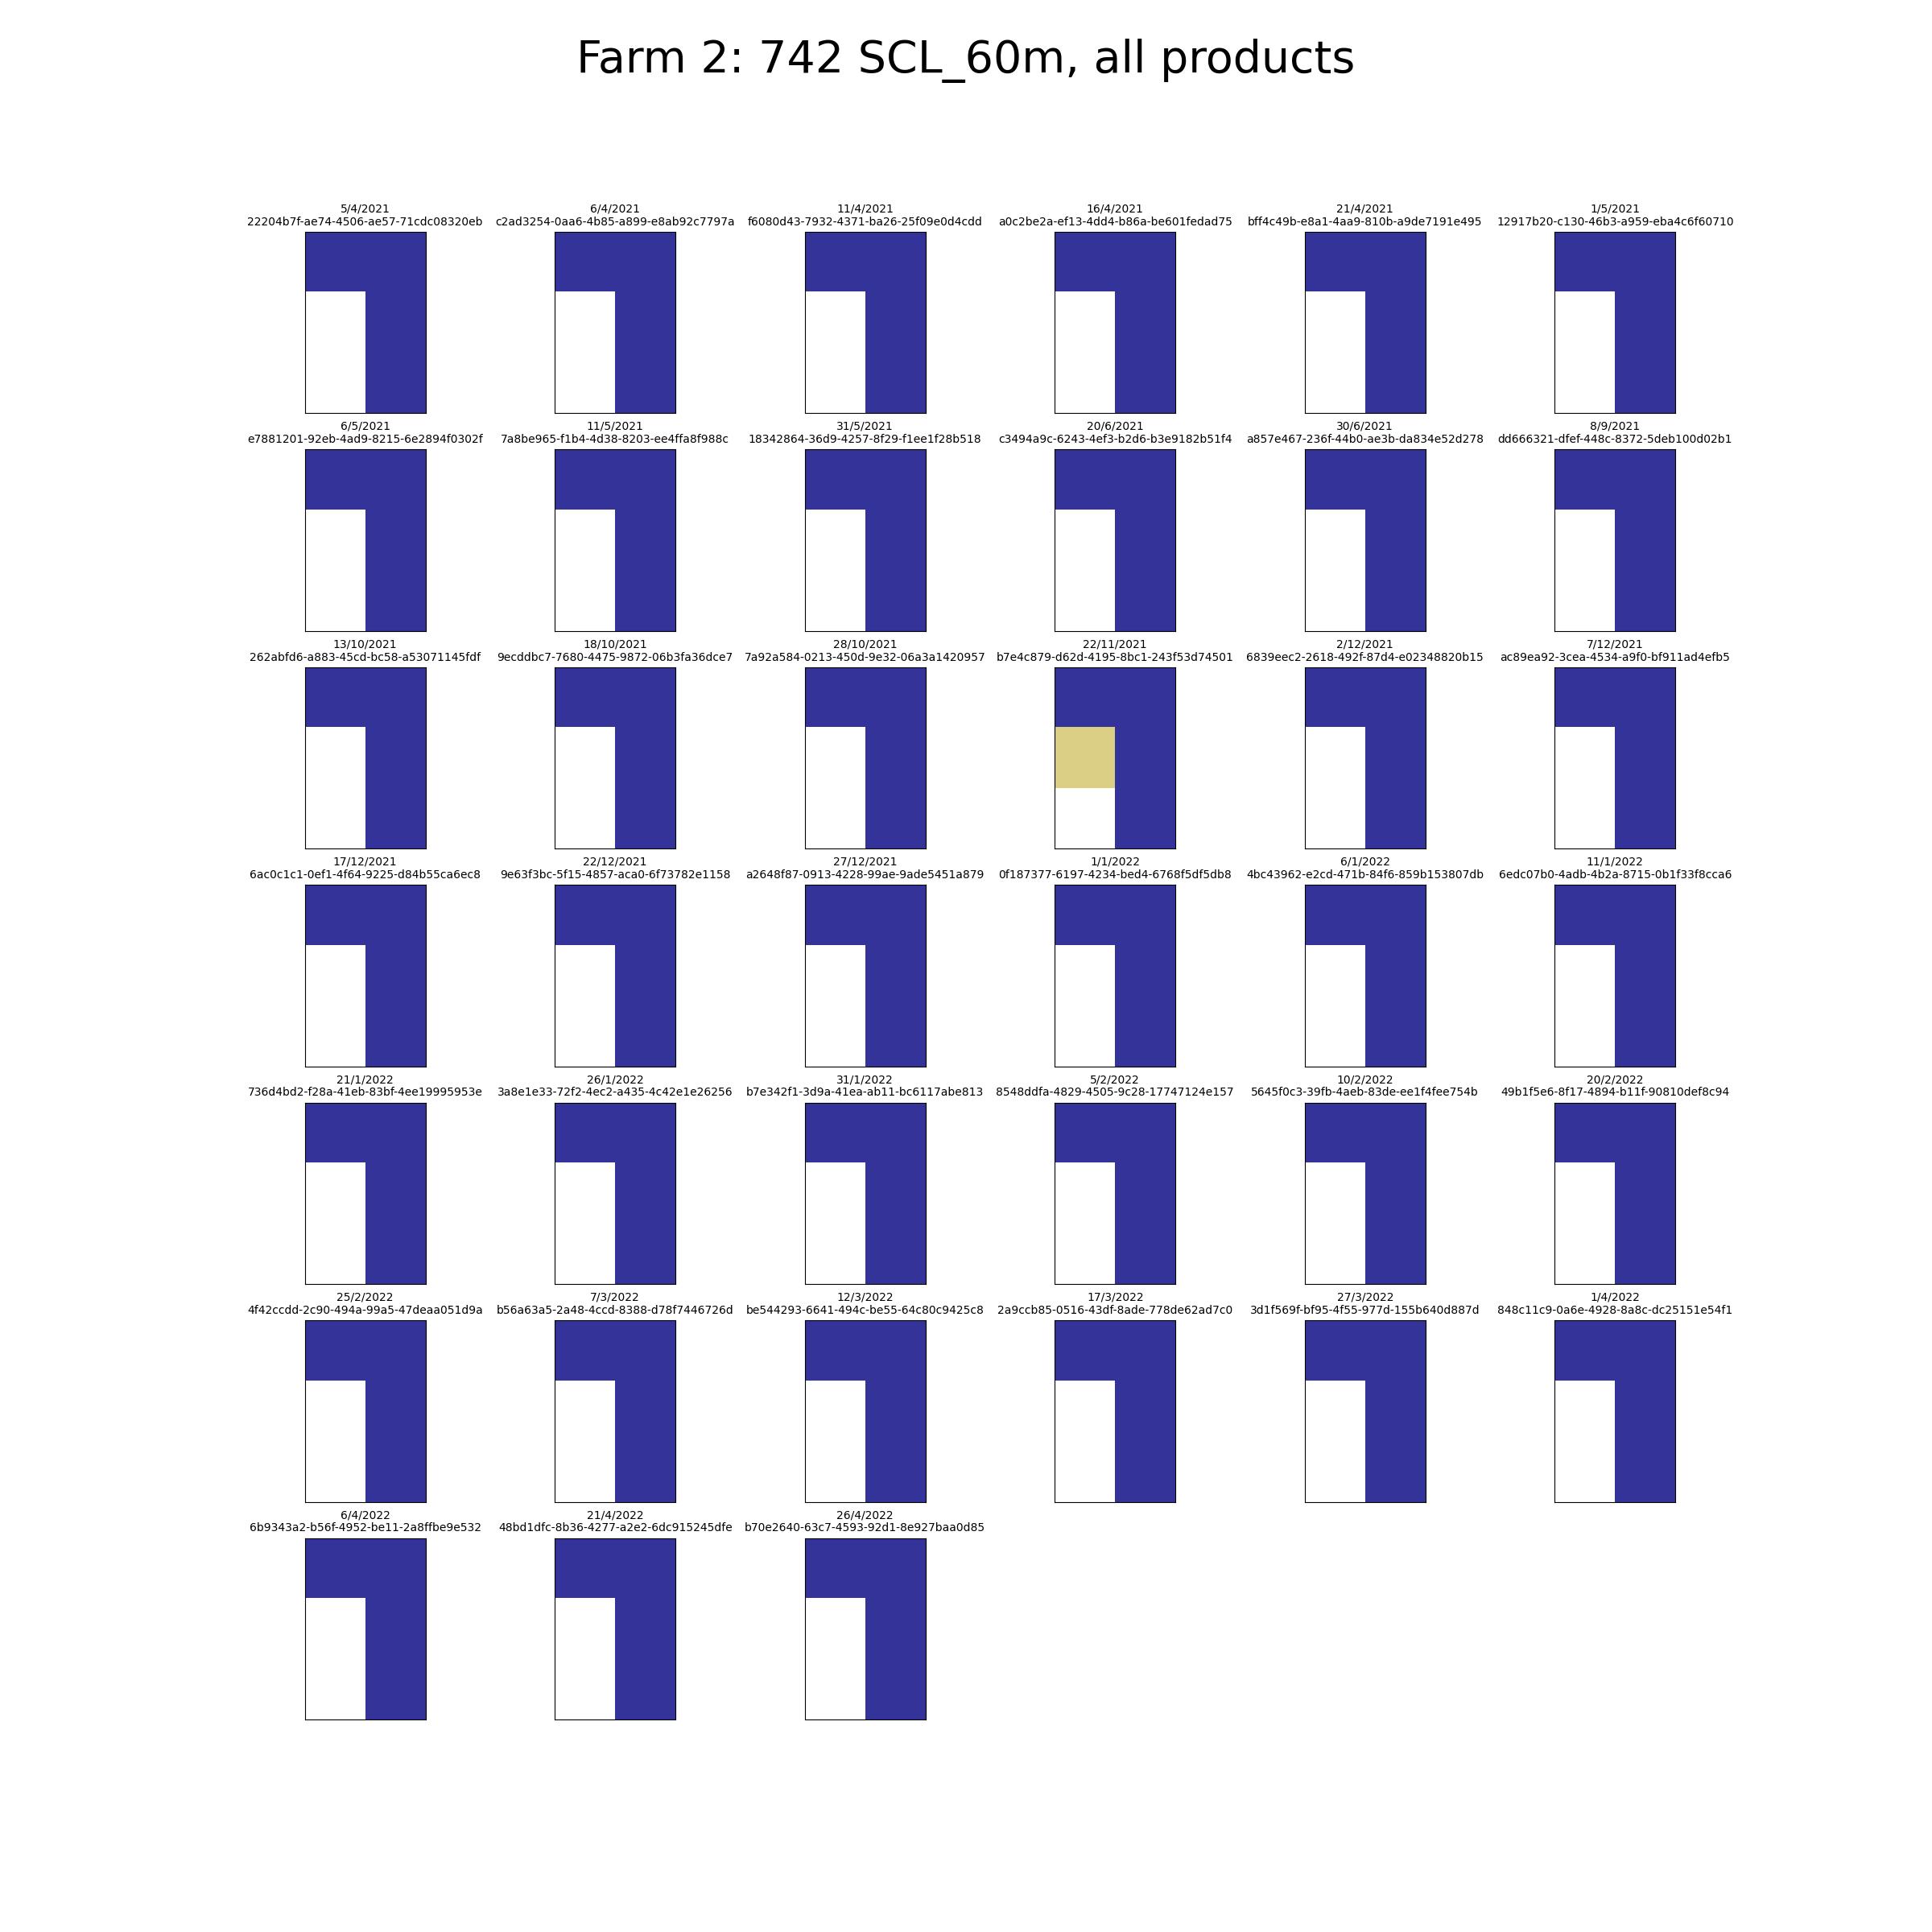 Farm 2: 742 SCL_60m, all products
5/4/2021
22204b7f-ae74-4506-ae57-71cdc08320eb
6/4/2021
c2ad3254-0aa6-4b85-a899-e8ab92c7797a
11/4/2021
f6080d43-7932-4371-ba26-25f09e0d4cdd
16/4/2021
a0c2be2a-ef13-4dd4-b86a-be601fedad75
21/4/2021
bff4c49b-e8a1-4aa9-810b-a9de7191e495
1/5/2021
12917b20-c130-46b3-a959-eba4c6f60710
6/5/2021
e7881201-92eb-4ad9-8215-6e2894f0302f
11/5/2021
7a8be965-f1b4-4d38-8203-ee4ffa8f988c
31/5/2021
18342864-36d9-4257-8f29-f1ee1f28b518
20/6/2021
c3494a9c-6243-4ef3-b2d6-b3e9182b51f4
30/6/2021
a857e467-236f-44b0-ae3b-da834e52d278
8/9/2021
dd666321-dfef-448c-8372-5deb100d02b1
13/10/2021
262abfd6-a883-45cd-bc58-a53071145fdf
18/10/2021
9ecddbc7-7680-4475-9872-06b3fa36dce7
28/10/2021
7a92a584-0213-450d-9e32-06a3a1420957
22/11/2021
b7e4c879-d62d-4195-8bc1-243f53d74501
2/12/2021
6839eec2-2618-492f-87d4-e02348820b15
7/12/2021
ac89ea92-3cea-4534-a9f0-bf911ad4efb5
17/12/2021
6ac0c1c1-0ef1-4f64-9225-d84b55ca6ec8
22/12/2021
9e63f3bc-5f15-4857-aca0-6f73782e1158
27/12/2021
a2648f87-0913-4228-99ae-9ade5451a879
1/1/2022
0f187377-6197-4234-bed4-6768f5df5db8
6/1/2022
4bc43962-e2cd-471b-84f6-859b153807db
11/1/2022
6edc07b0-4adb-4b2a-8715-0b1f33f8cca6
21/1/2022
736d4bd2-f28a-41eb-83bf-4ee19995953e
26/1/2022
3a8e1e33-72f2-4ec2-a435-4c42e1e26256
31/1/2022
b7e342f1-3d9a-41ea-ab11-bc6117abe813
5/2/2022
8548ddfa-4829-4505-9c28-17747124e157
10/2/2022
5645f0c3-39fb-4aeb-83de-ee1f4fee754b
20/2/2022
49b1f5e6-8f17-4894-b11f-90810def8c94
25/2/2022
4f42ccdd-2c90-494a-99a5-47deaa051d9a
7/3/2022
b56a63a5-2a48-4ccd-8388-d78f7446726d
12/3/2022
be544293-6641-494c-be55-64c80c9425c8
17/3/2022
2a9ccb85-0516-43df-8ade-778de62ad7c0
27/3/2022
3d1f569f-bf95-4f55-977d-155b640d887d
1/4/2022
848c11c9-0a6e-4928-8a8c-dc25151e54f1
6/4/2022
6b9343a2-b56f-4952-be11-2a8ffbe9e532
21/4/2022
48bd1dfc-8b36-4277-a2e2-6dc915245dfe
26/4/2022
b70e2640-63c7-4593-92d1-8e927baa0d85